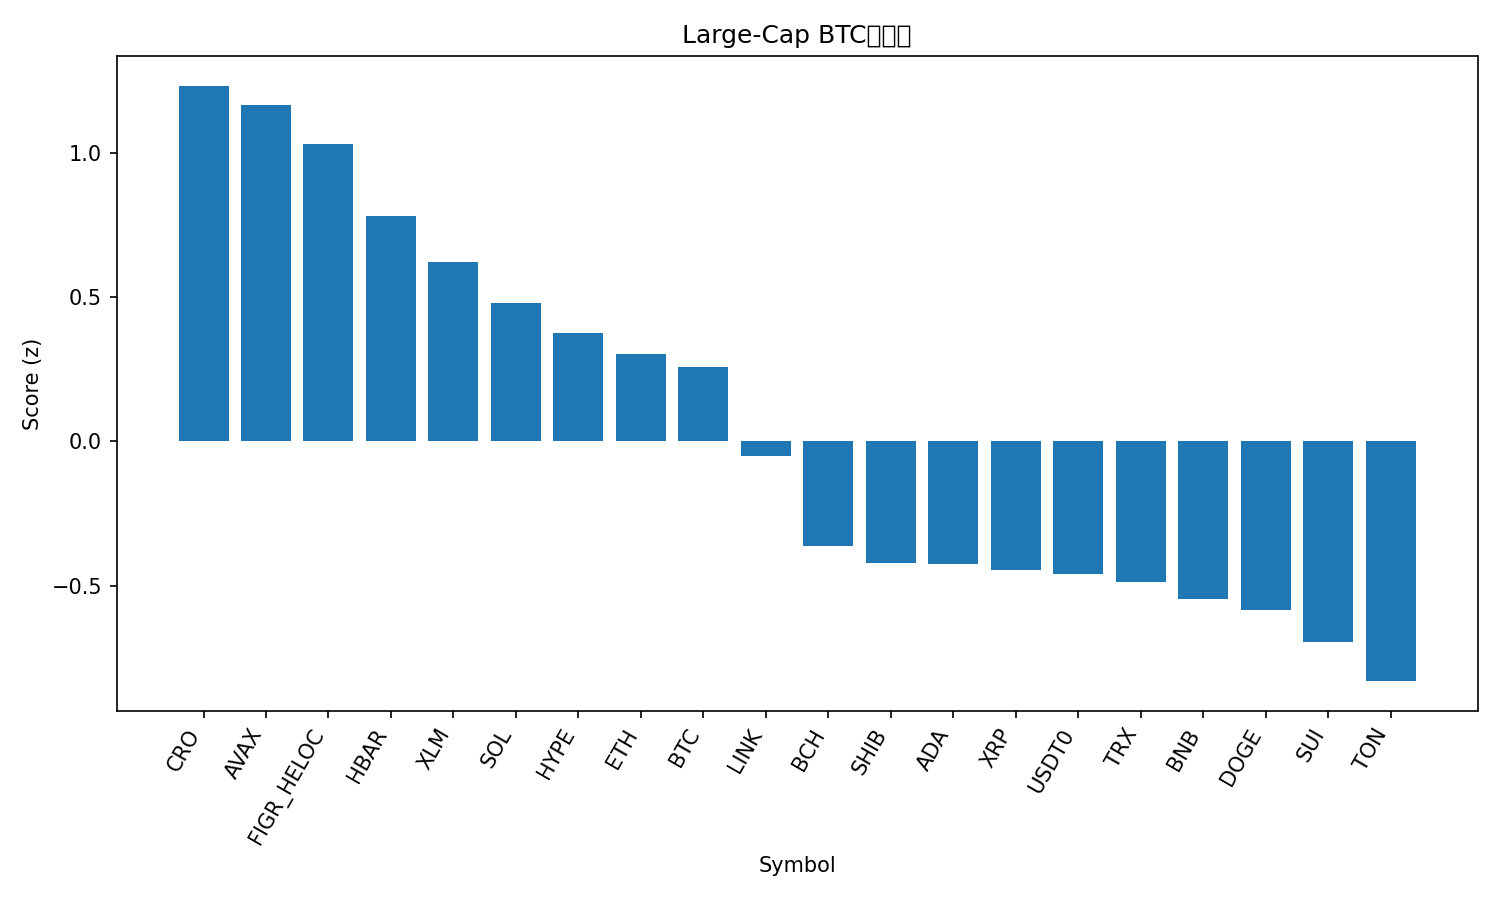 Large-Cap BTC
1.0
0.5
0.0
−0.5
Score (z)
CRO
AVAX
FIGR_HELOC
HBAR
XLM
SOL
HYPE
ETH
BTC
LINK
BCH
SHIB
ADA
XRP
USDT0
TRX
BNB
DOGE
SUI
TON
Symbol